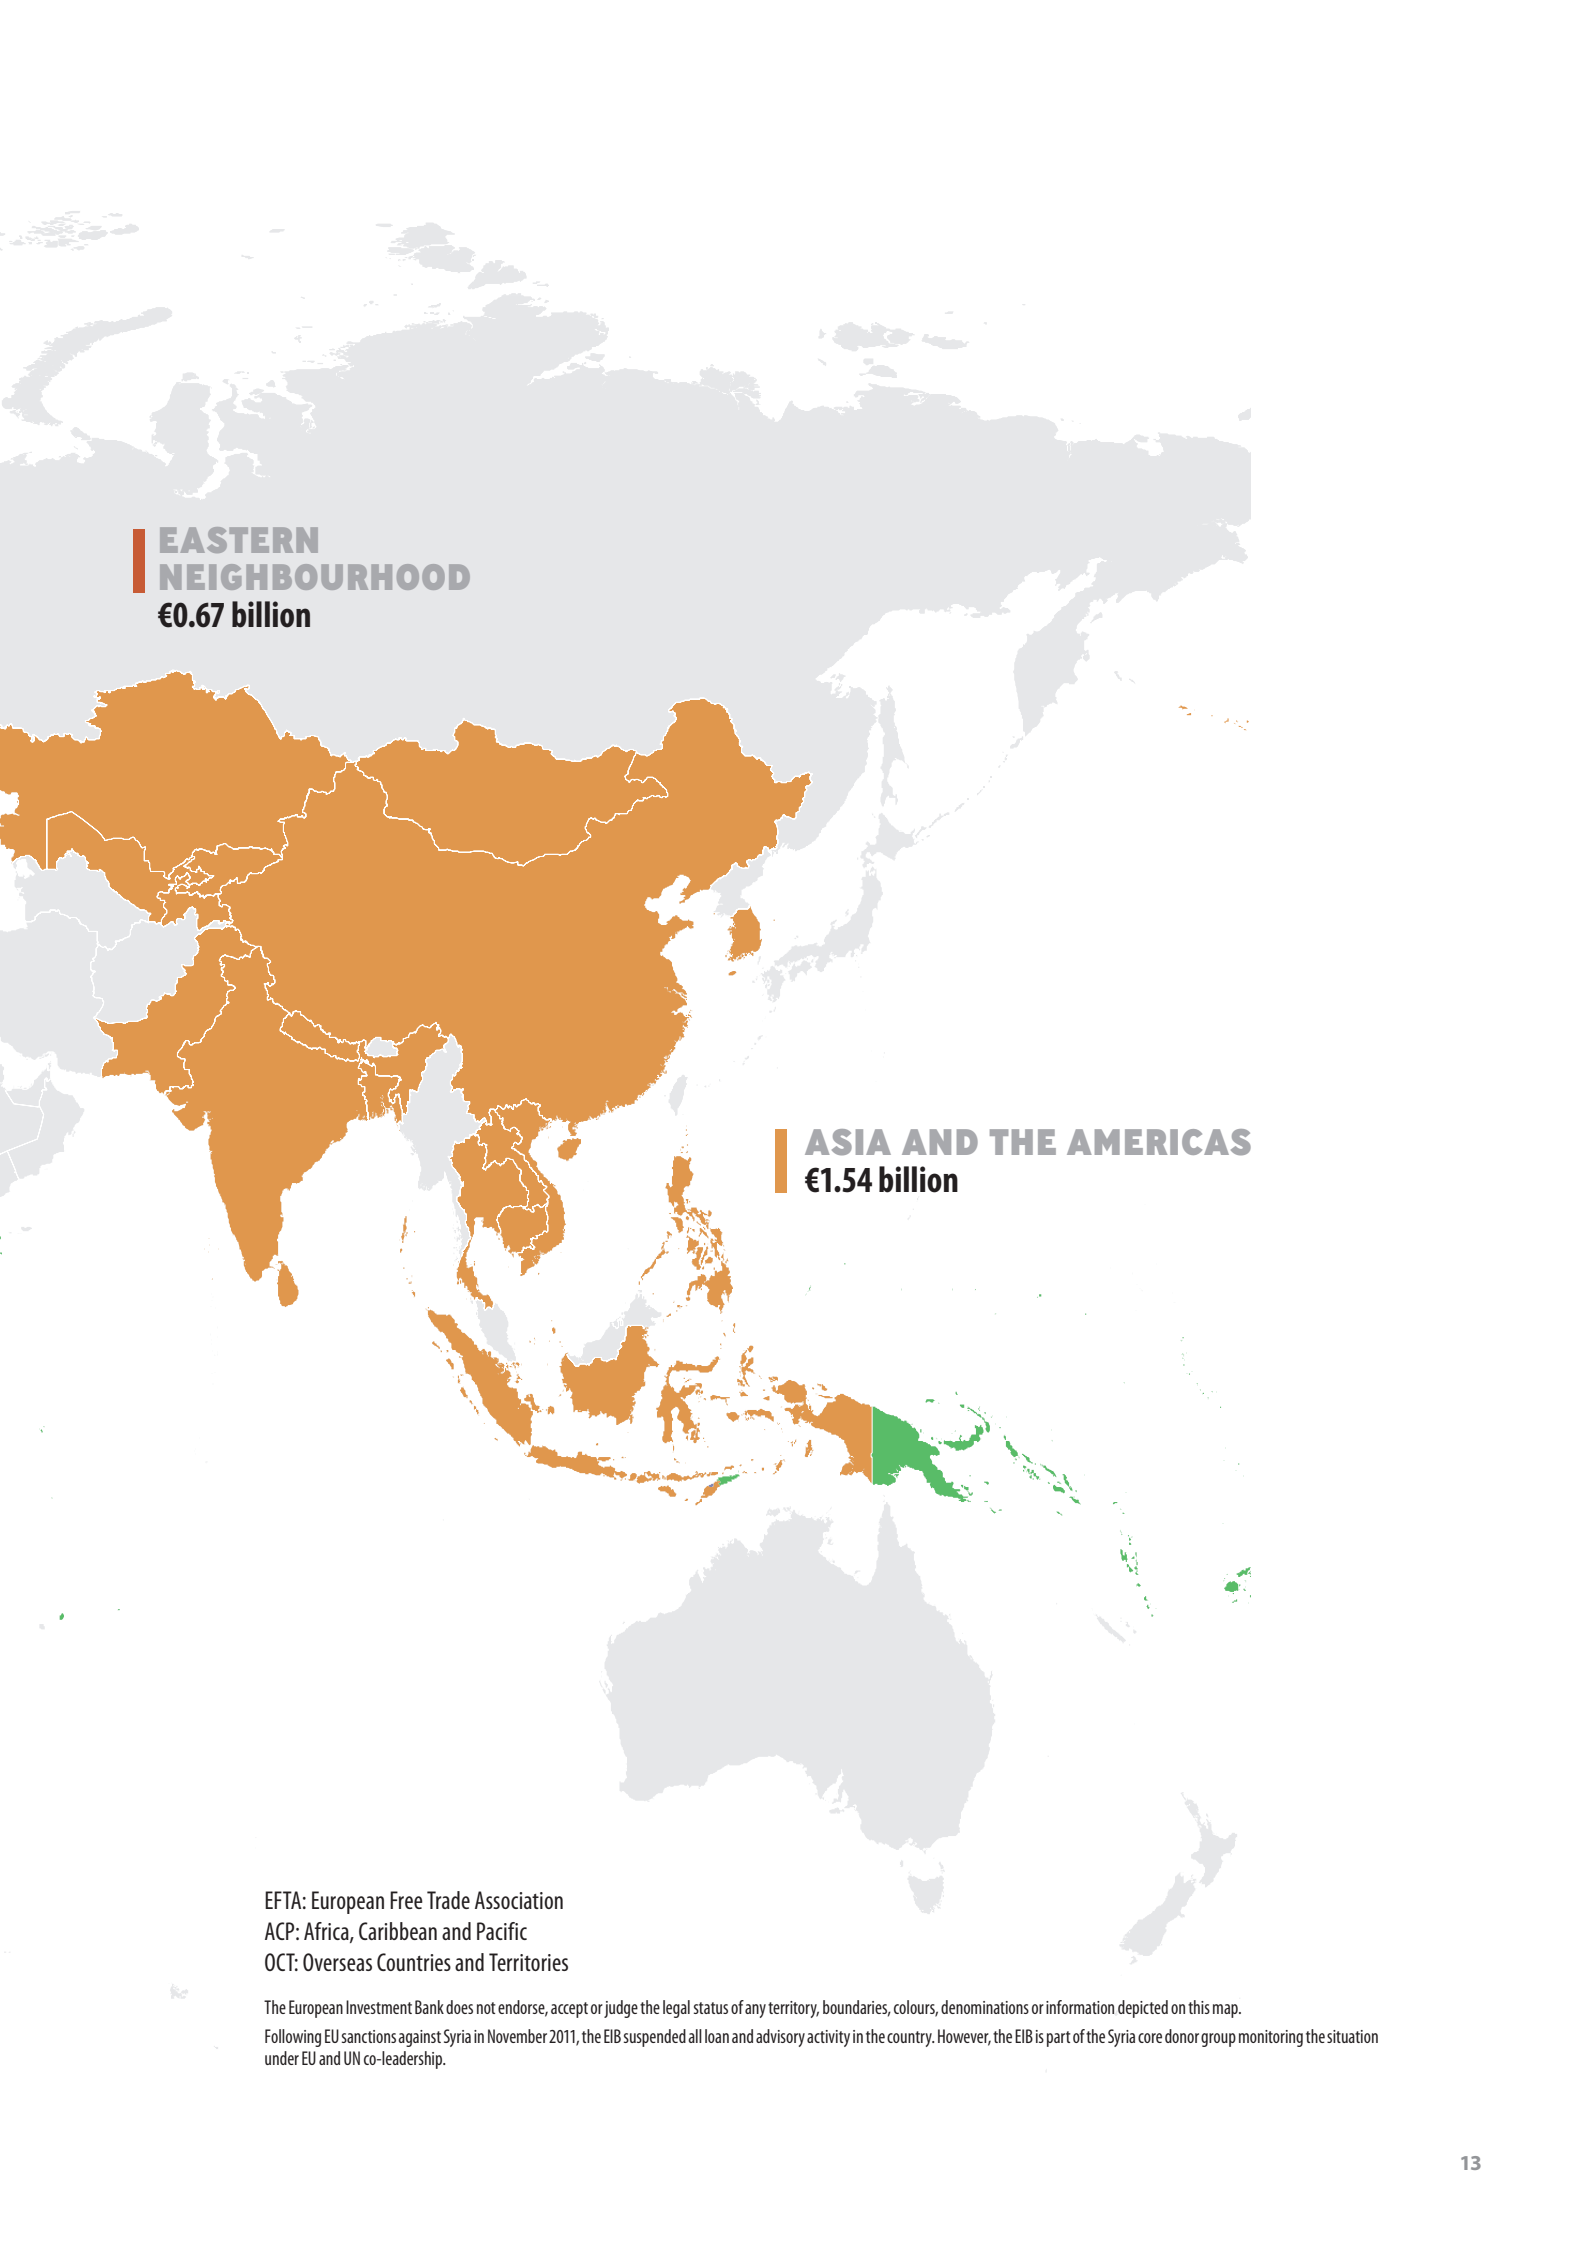 EASTERN
NEIGHBOURHOOD
€0.67 billion
ASIA AND THE AMERICAS
€1.54 billion
EFTA: European Free Trade Association
ACP: Africa, Caribbean and Pacific
OCT: Overseas Countries and Territories
The European Investment Bank does not endorse, accept or judge the legal status of any territory, boundaries, colours, denominations or information depicted on this map.
Following EU sanctions against Syria in November 2011, the EIB suspended all loan and advisory activity in the country. However, the EIB is part of the Syria core donor group monitoring the situation
under EU and UN co-leadership.
13